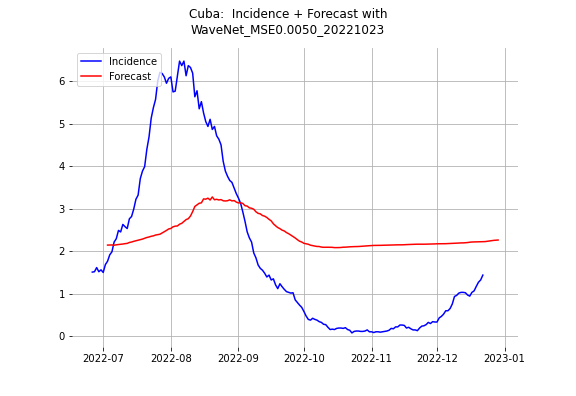 Cuba:  Incidence + Forecast with
WaveNet_MSE0.0050_20221023
Incidence
Forecast
6
5
4
3
2
1
0
2022-07 2022-08 2022-09 2022-10 2022-11 2022-12 2023-01